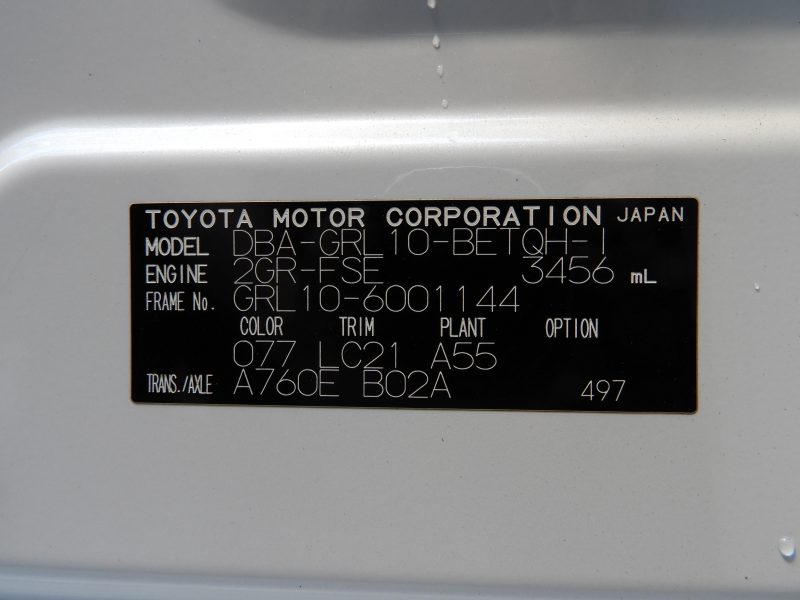 TOYOTA MOTOR CORPORATION JAPAN
MODEL DBA-GRL10-BETQH-I
ENGINE 2GR-FSE 3456 mL
FRAME No. GRL10-6001144
COLOR TRIM PLANT OPTION
077 LC21 A55
TRANS./AXLE A760E B02A 497